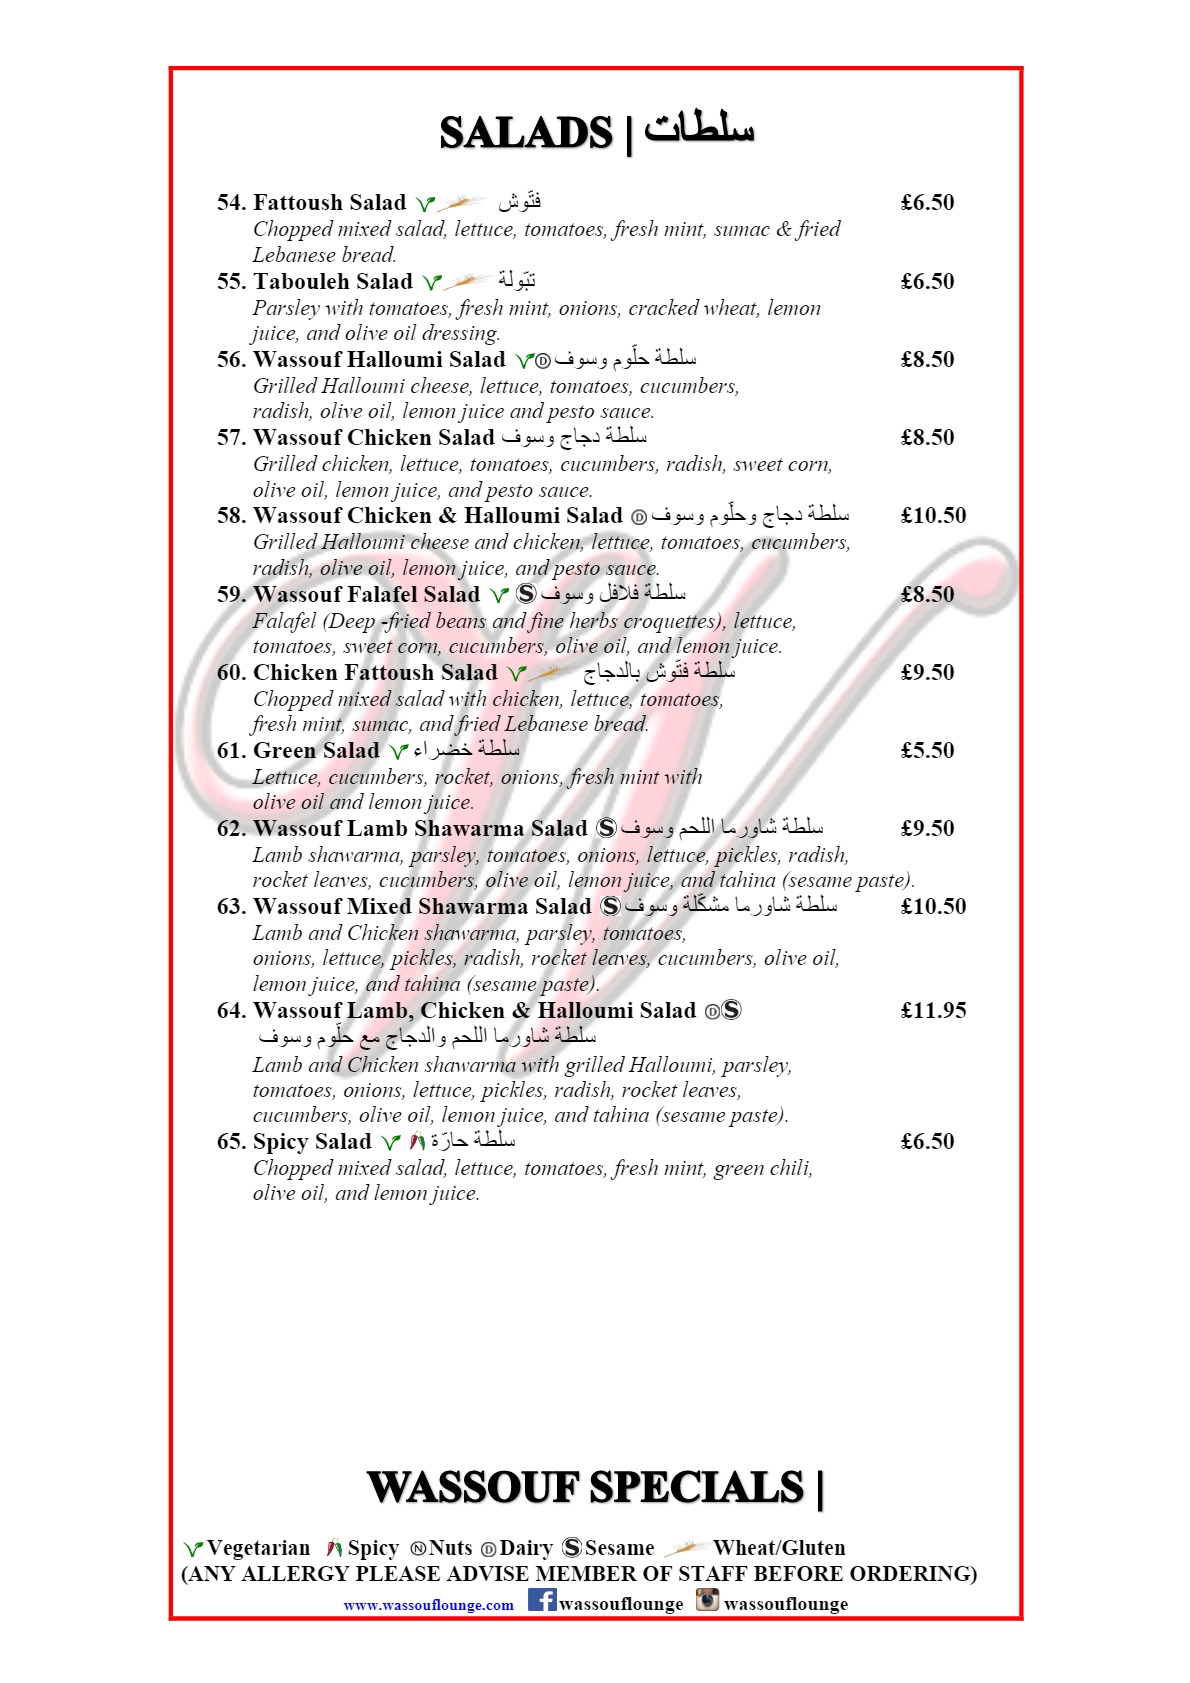 SALADS | سلطات
54. Fattoush Salad فتّوش £6.50
Chopped mixed salad, lettuce, tomatoes, fresh mint, sumac & fried
Lebanese bread.
55. Tabouleh Salad تبّولة £6.50
Parsley with tomatoes, fresh mint, onions, cracked wheat, lemon
juice, and olive oil dressing.
56. Wassouf Halloumi Salad D سلطة حلّوم وسوف £8.50
Grilled Halloumi cheese, lettuce, tomatoes, cucumbers,
radish, olive oil, lemon juice and pesto sauce.
57. Wassouf Chicken Salad سلطة دجاج وسوف £8.50
Grilled chicken, lettuce, tomatoes, cucumbers, radish, sweet corn,
olive oil, lemon juice, and pesto sauce.
58. Wassouf Chicken & Halloumi Salad D سلطة دجاج وحلّوم وسوف £10.50
Grilled Halloumi cheese and chicken, lettuce, tomatoes, cucumbers,
radish, olive oil, lemon juice, and pesto sauce.
59. Wassouf Falafel Salad S سلطة فلافل وسوف £8.50
Falafel (Deep -fried beans and fine herbs croquettes), lettuce,
tomatoes, sweet corn, cucumbers, olive oil, and lemon juice.
60. Chicken Fattoush Salad سلطة فتّوش بالدجاج £9.50
Chopped mixed salad with chicken, lettuce, tomatoes,
fresh mint, sumac, and fried Lebanese bread.
61. Green Salad سلطة خضراء £5.50
Lettuce, cucumbers, rocket, onions, fresh mint with
olive oil and lemon juice.
62. Wassouf Lamb Shawarma Salad S سلطة شاورما اللحم وسوف £9.50
Lamb shawarma, parsley, tomatoes, onions, lettuce, pickles, radish,
rocket leaves, cucumbers, olive oil, lemon juice, and tahina (sesame paste).
63. Wassouf Mixed Shawarma Salad S سلطة شاورما مشكّلة وسوف £10.50
Lamb and Chicken shawarma, parsley, tomatoes,
onions, lettuce, pickles, radish, rocket leaves, cucumbers, olive oil,
lemon juice, and tahina (sesame paste).
64. Wassouf Lamb, Chicken & Halloumi Salad D S £11.95
سلطة شاورما اللحم والدجاج مع حلّوم وسوف
Lamb and Chicken shawarma with grilled Halloumi, parsley,
tomatoes, onions, lettuce, pickles, radish, rocket leaves,
cucumbers, olive oil, lemon juice, and tahina (sesame paste).
65. Spicy Salad سلطة حارّة £6.50
Chopped mixed salad, lettuce, tomatoes, fresh mint, green chili,
olive oil, and lemon juice.
WASSOUF SPECIALS |
Vegetarian Spicy N Nuts D Dairy S Sesame Wheat/Gluten
(ANY ALLERGY PLEASE ADVISE MEMBER OF STAFF BEFORE ORDERING)
www.wassouflounge.com f wassouflounge wassouflounge